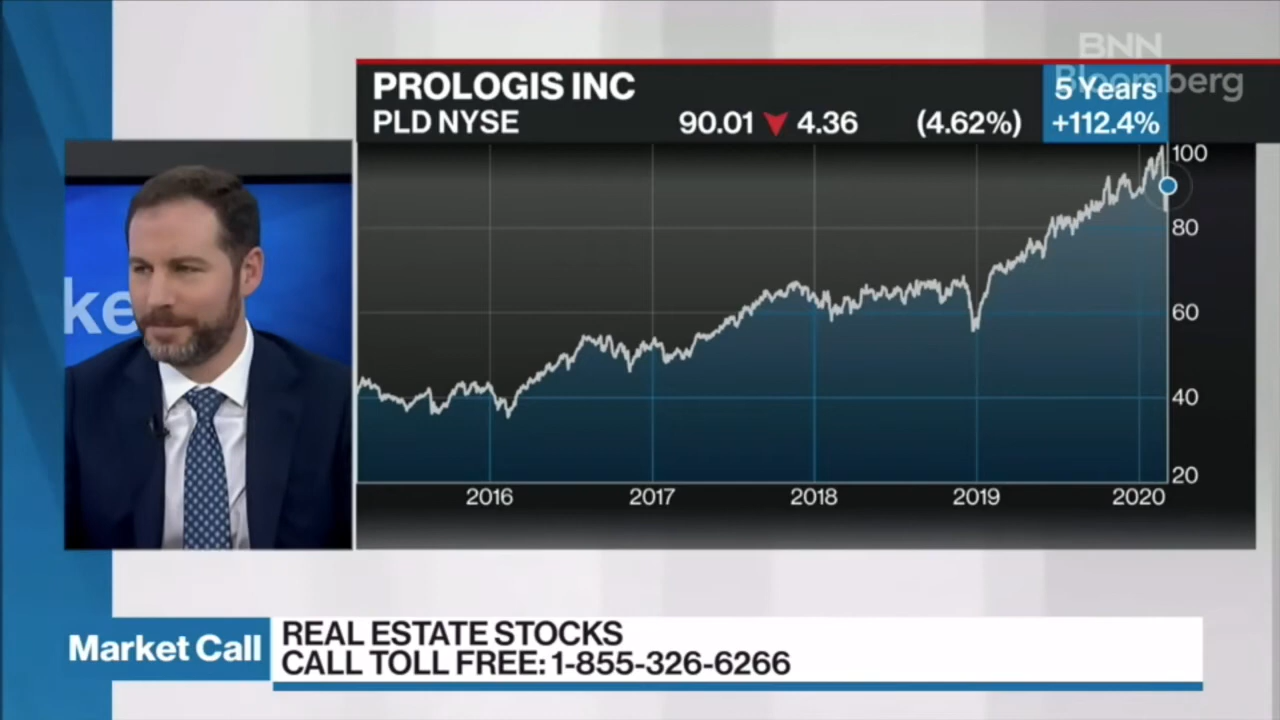 BNN
Bloomberg
PROLOGIS INC
PLD NYSE 90.01 ▼ 4.36 (4.62%)
5 Years
+112.4%
100
80
60
40
20
2016 2017 2018 2019 2020
ke
Market Call
REAL ESTATE STOCKS
CALL TOLL FREE: 1-855-326-6266